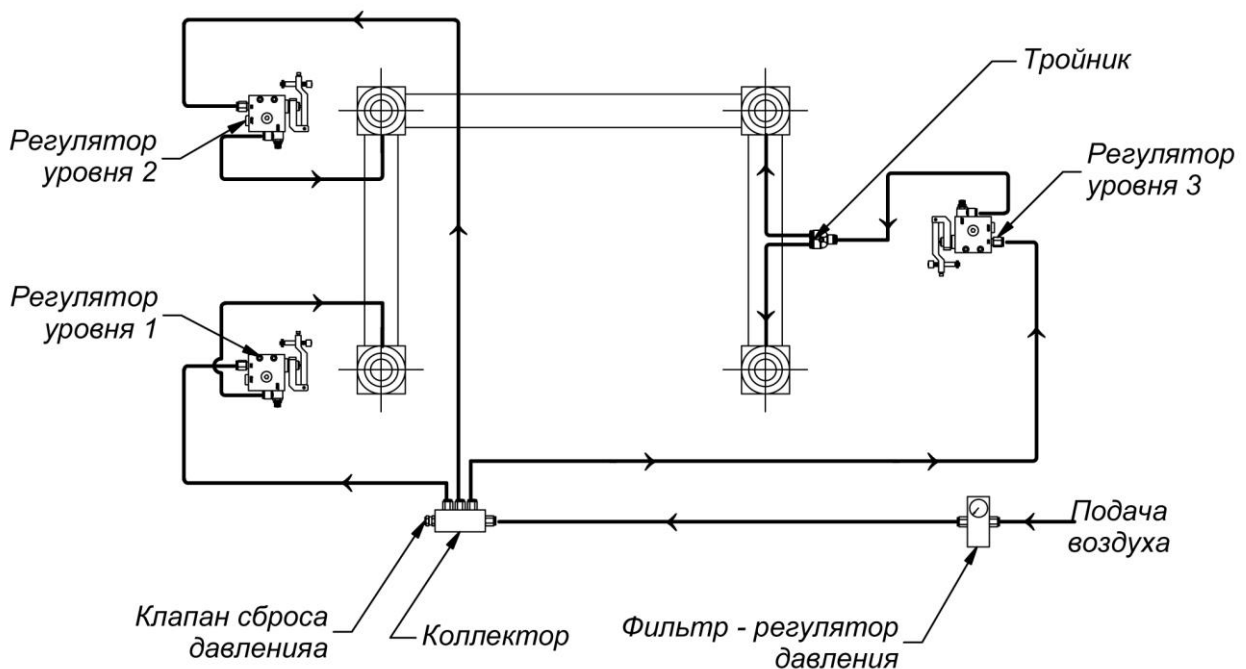 Тройник
Регулятор
уровня 2
Регулятор
уровня 3
Регулятор
уровня 1
Подача
воздуха
Клапан сброса
давленияа
Коллектор
Фильтр - регулятор
давления